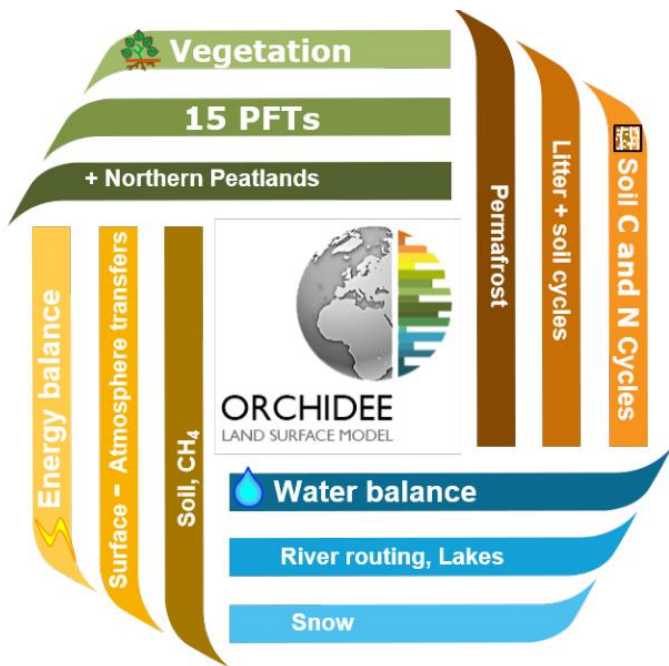 Vegetation
15 PFTs
+ Northern Peatlands
Permafrost
Litter + soil cycles
Soil C and N Cycles
Energy balance
Surface – Atmosphere transfers
Soil, CH₄
ORCHIDEE
LAND SURFACE MODEL
Water balance
River routing, Lakes
Snow